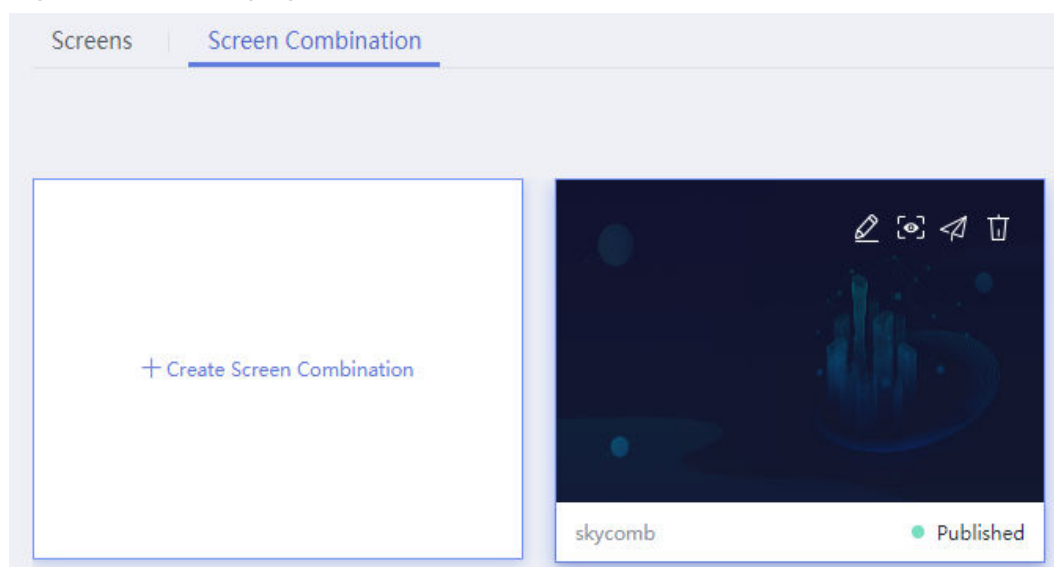 Screens
Screen Combination
+ Create Screen Combination
skycomb
Published